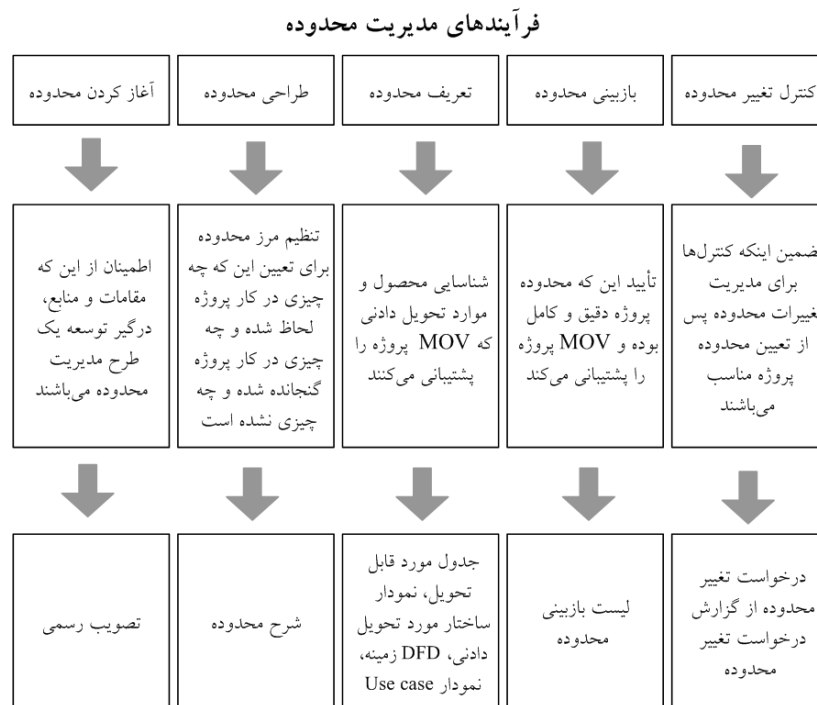 فرآیندهای مدیریت محدوده
کنترل تغییر محدوده
بازبینی محدوده
تعریف محدوده
طراحی محدوده
آغاز کردن محدوده
ضمین اینکه کنترل‌ها
برای مدیریت
غییرات محدوده پس
از تعیین محدوده
پروژه مناسب
می‌باشند
تأیید این که محدوده
پروژه دقیق و کامل
بوده و MOV پروژه
را پشتیبانی می‌کند
شناسایی محصول و
موارد تحویل دادنی
که MOV پروژه را
پشتیبانی می‌کنند
تنظیم مرز محدوده
برای تعیین این که چه
چیزی در کار پروژه
لحاظ شده و چه
چیزی در کار پروژه
گنجانده شده و چه
چیزی نشده است
اطمینان از این که
مقامات و منابع،
درگیر توسعه یک
طرح مدیریت
محدوده می‌باشند
درخواست تغییر
محدوده از گزارش
درخواست تغییر
محدوده
لیست بازبینی
محدوده
جدول مورد قابل
تحویل، نمودار
ساختار مورد تحویل
دادنی، DFD زمینه،
نمودار Use case
شرح محدوده
تصویب رسمی